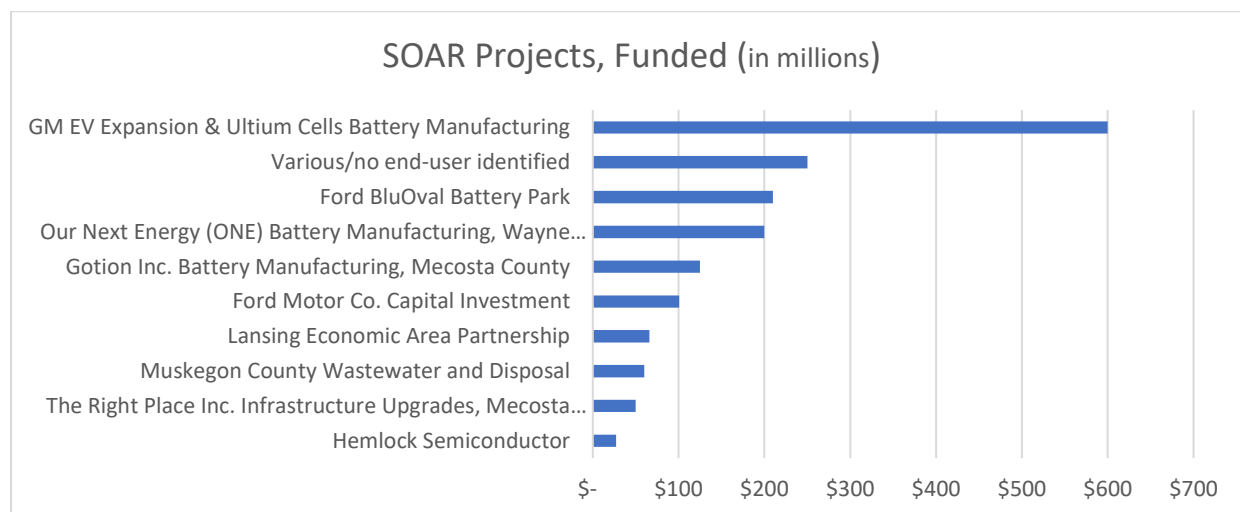 SOAR Projects, Funded (in millions)
GM EV Expansion & Ultium Cells Battery Manufacturing
Various/no end-user identified
Ford BluOval Battery Park
Our Next Energy (ONE) Battery Manufacturing, Wayne...
Gotion Inc. Battery Manufacturing, Mecosta County
Ford Motor Co. Capital Investment
Lansing Economic Area Partnership
Muskegon County Wastewater and Disposal
The Right Place Inc. Infrastructure Upgrades, Mecosta...
Hemlock Semiconductor
$- $100 $200 $300 $400 $500 $600 $700